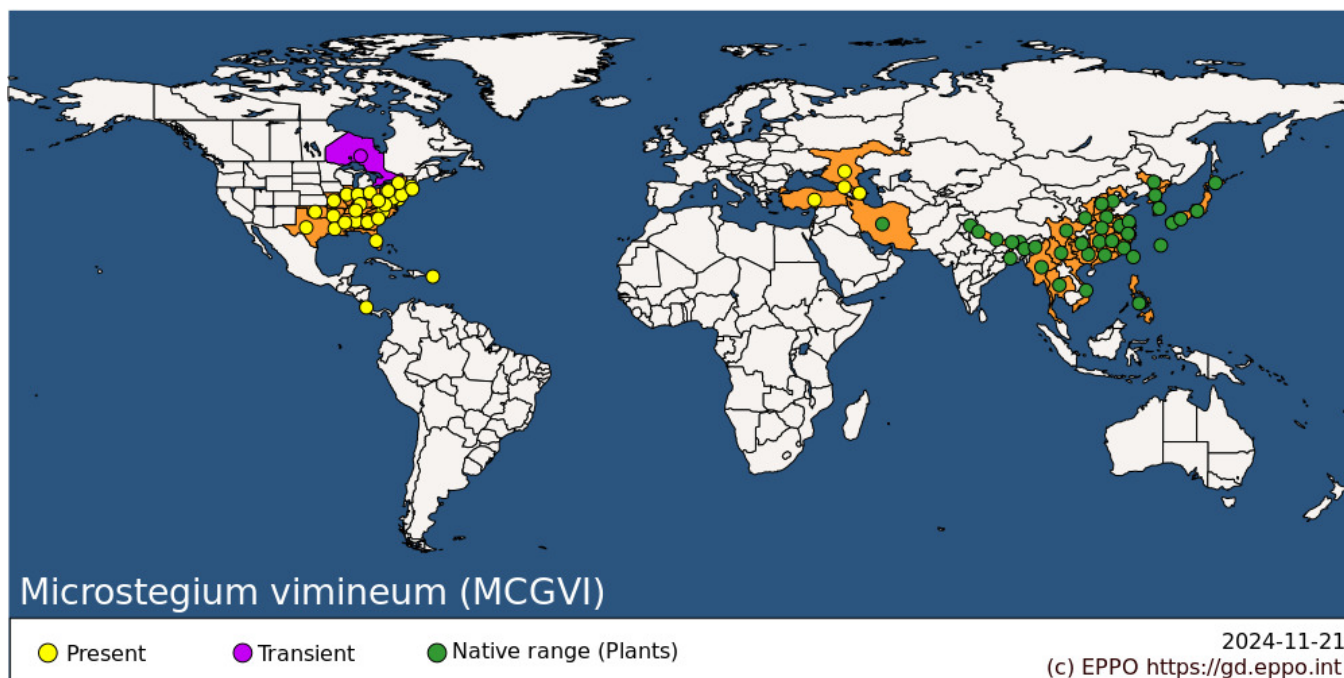 Microstegium vimineum (MCGVI)
Present
Transient
Native range (Plants)
2024-11-21
(c) EPPO https://gd.eppo.int